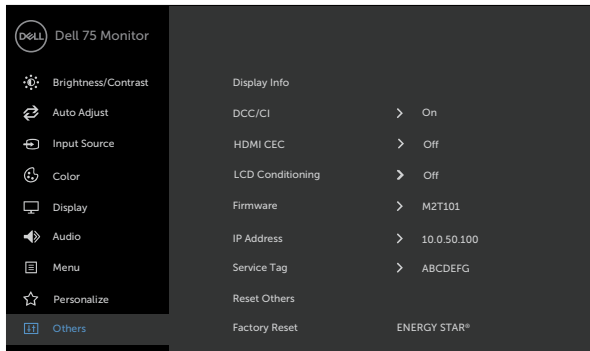 DELL
Dell 75 Monitor
Brightness/Contrast
Auto Adjust
Input Source
Color
Display
Audio
Menu
Personalize
Others
Display Info
DCC/CI > On
HDMI CEC > Off
LCD Conditioning > Off
Firmware > M2T101
IP Address > 10.0.50.100
Service Tag > ABCDEFG
Reset Others
Factory Reset ENERGY STAR®